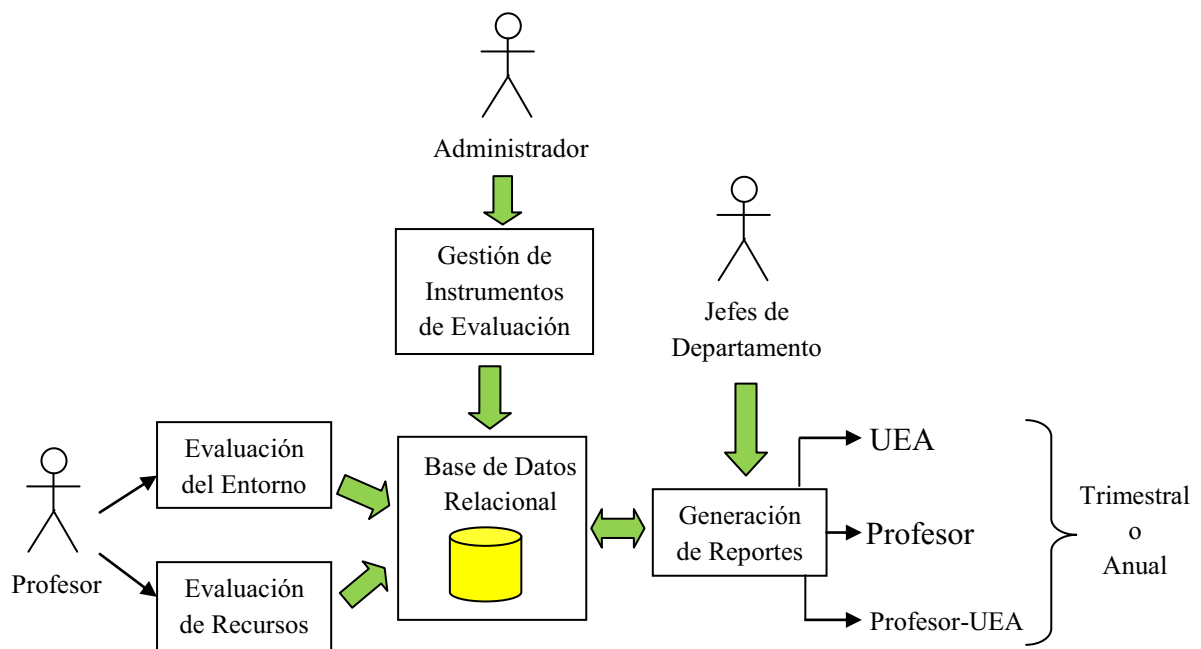 Administrador
Gestión de
Instrumentos
de Evaluación
Jefes de
Departamento
Profesor
Evaluación
del Entorno
Evaluación
de Recursos
Base de Datos
Relacional
Generación
de Reportes
UEA
Profesor
Profesor-UEA
Trimestral
o
Anual